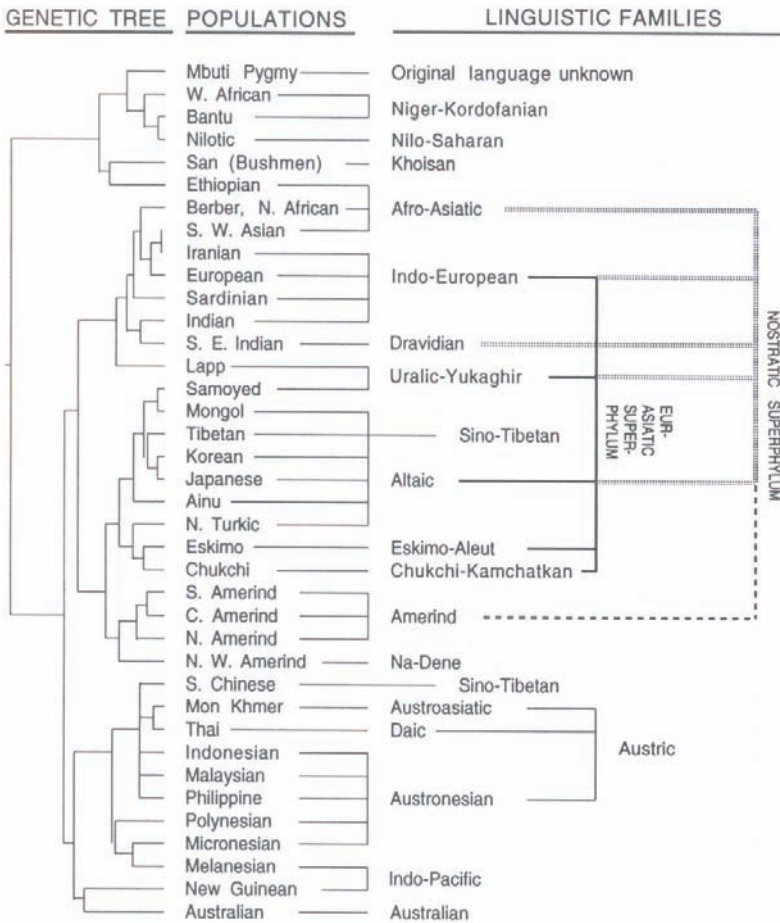 GENETIC TREE POPULATIONS LINGUISTIC FAMILIES
Mbuti Pygmy Original language unknown
W. African
Niger-Kordofanian
Bantu
Nilotic Nilo-Saharan
San (Bushmen) Khoisan
Ethiopian
Berber, N. African Afro-Asiatic
S. W. Asian
Iranian
European Indo-European
Sardinian
Indian
S. E. Indian Dravidian
Lapp
Uralic-Yukaghir
Samoyed
Mongol
Tibetan Sino-Tibetan
Korean
Japanese Altaic
Ainu
N. Turkic
Eskimo Eskimo-Aleut
Chukchi Chukchi-Kamchatkan
S. Amerind
C. Amerind Amerind
N. Amerind
N. W. Amerind Na-Dene
S. Chinese Sino-Tibetan
Mon Khmer Austroasiatic
Thai Daic
Austric
Indonesian
Malaysian
Philippine Austronesian
Polynesian
Micronesian
Melanesian
Indo-Pacific
New Guinean
Australian Australian
EUR-
ASIATIC
SUPER-
PHYLUM
NOSTRATIC SUPERPHYLUM